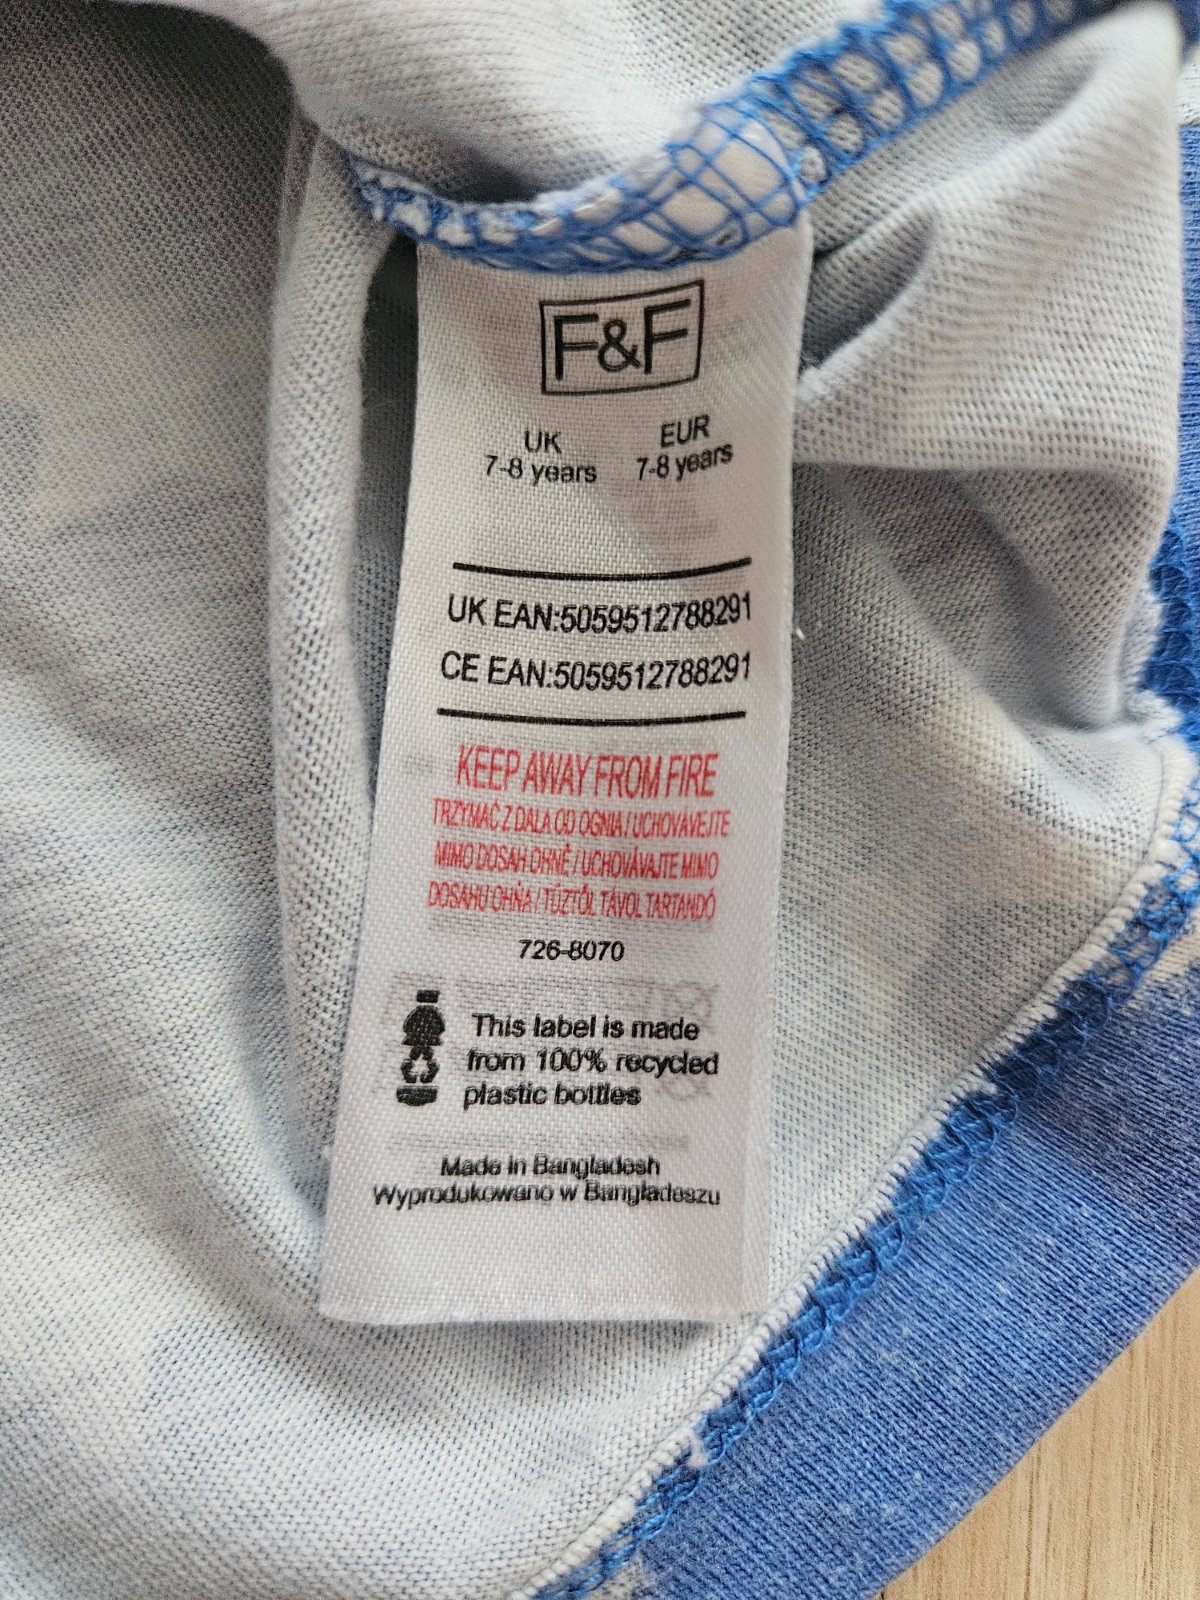 F&F
UK EUR
7-8 years 7-8 years
UK EAN:5059512788291
CE EAN:5059512788291
KEEP AWAY FROM FIRE
TRZYMAĆ Z DALA OD OGNIA / UCHOVÁVEJTE
MIMO DOSAH OHNĚ / UCHOVÁVAJTE MIMO
DOSAHU OHŇA / TŰZTŐL TÁVOL TARTANDÓ
726-8070
This label is made
from 100% recycled
plastic bottles
Made in Bangladesh
Wyprodukowano w Bangladeszu